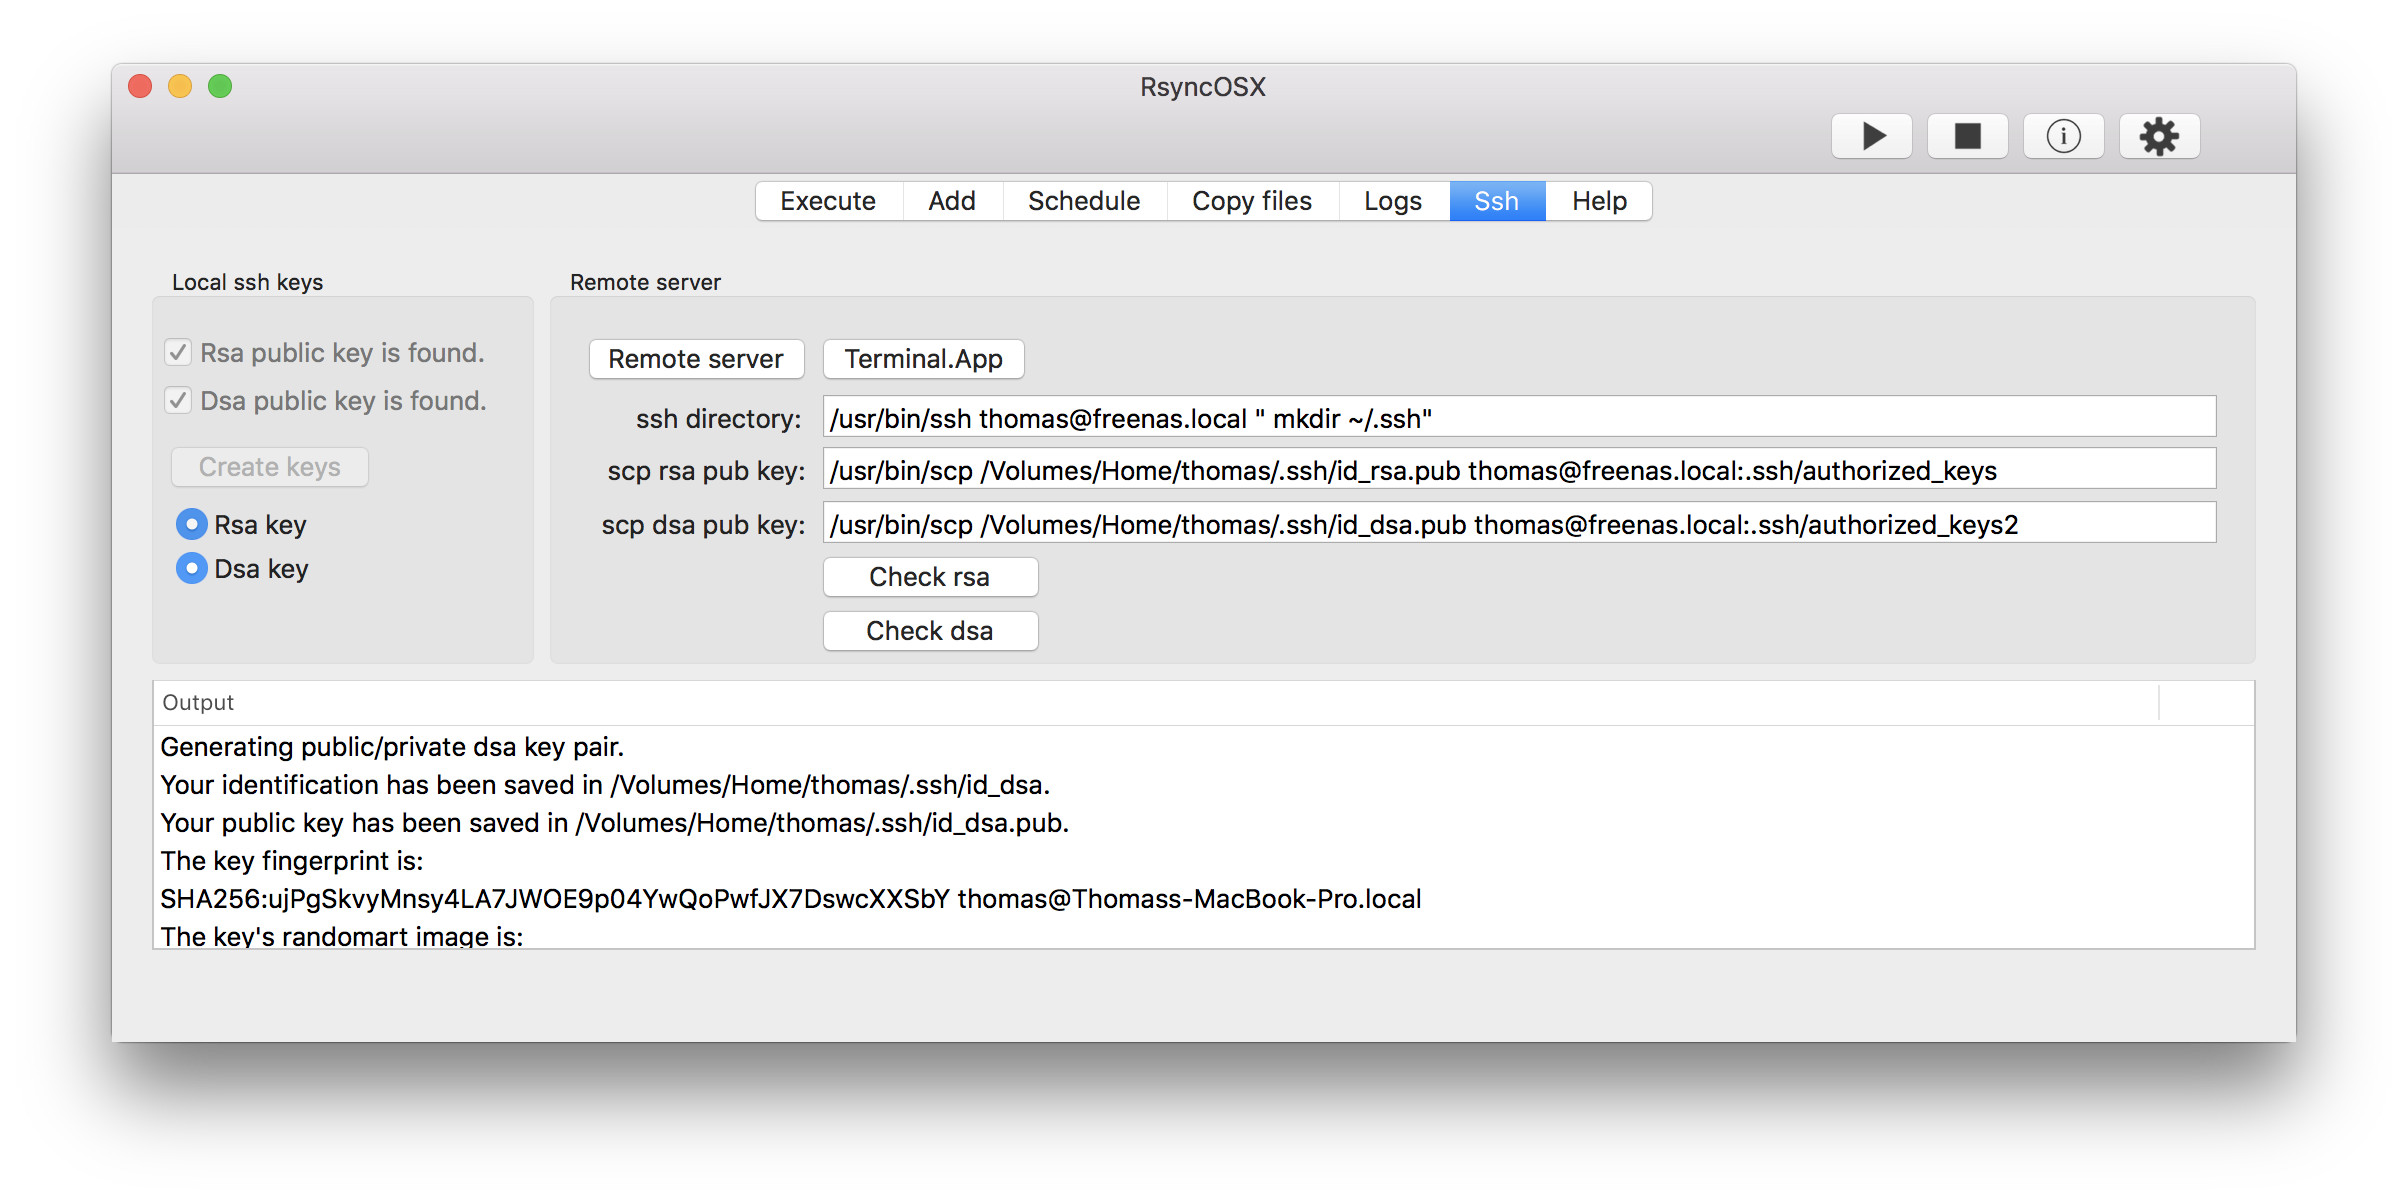 RsyncOSX
Execute Add Schedule Copy files Logs Ssh Help
Local ssh keys
Rsa public key is found.
Dsa public key is found.
Create keys
Rsa key
Dsa key
Remote server
Remote server Terminal.App
ssh directory: /usr/bin/ssh thomas@freenas.local " mkdir ~/.ssh"
scp rsa pub key: /usr/bin/scp /Volumes/Home/thomas/.ssh/id_rsa.pub thomas@freenas.local:.ssh/authorized_keys
scp dsa pub key: /usr/bin/scp /Volumes/Home/thomas/.ssh/id_dsa.pub thomas@freenas.local:.ssh/authorized_keys2
Check rsa
Check dsa
Output
Generating public/private dsa key pair.
Your identification has been saved in /Volumes/Home/thomas/.ssh/id_dsa.
Your public key has been saved in /Volumes/Home/thomas/.ssh/id_dsa.pub.
The key fingerprint is:
SHA256:ujPgSkvyMnsy4LA7JWOE9p04YwQoPwfJX7DswcXXSbY thomas@Thomass-MacBook-Pro.local
The key's randomart image is: